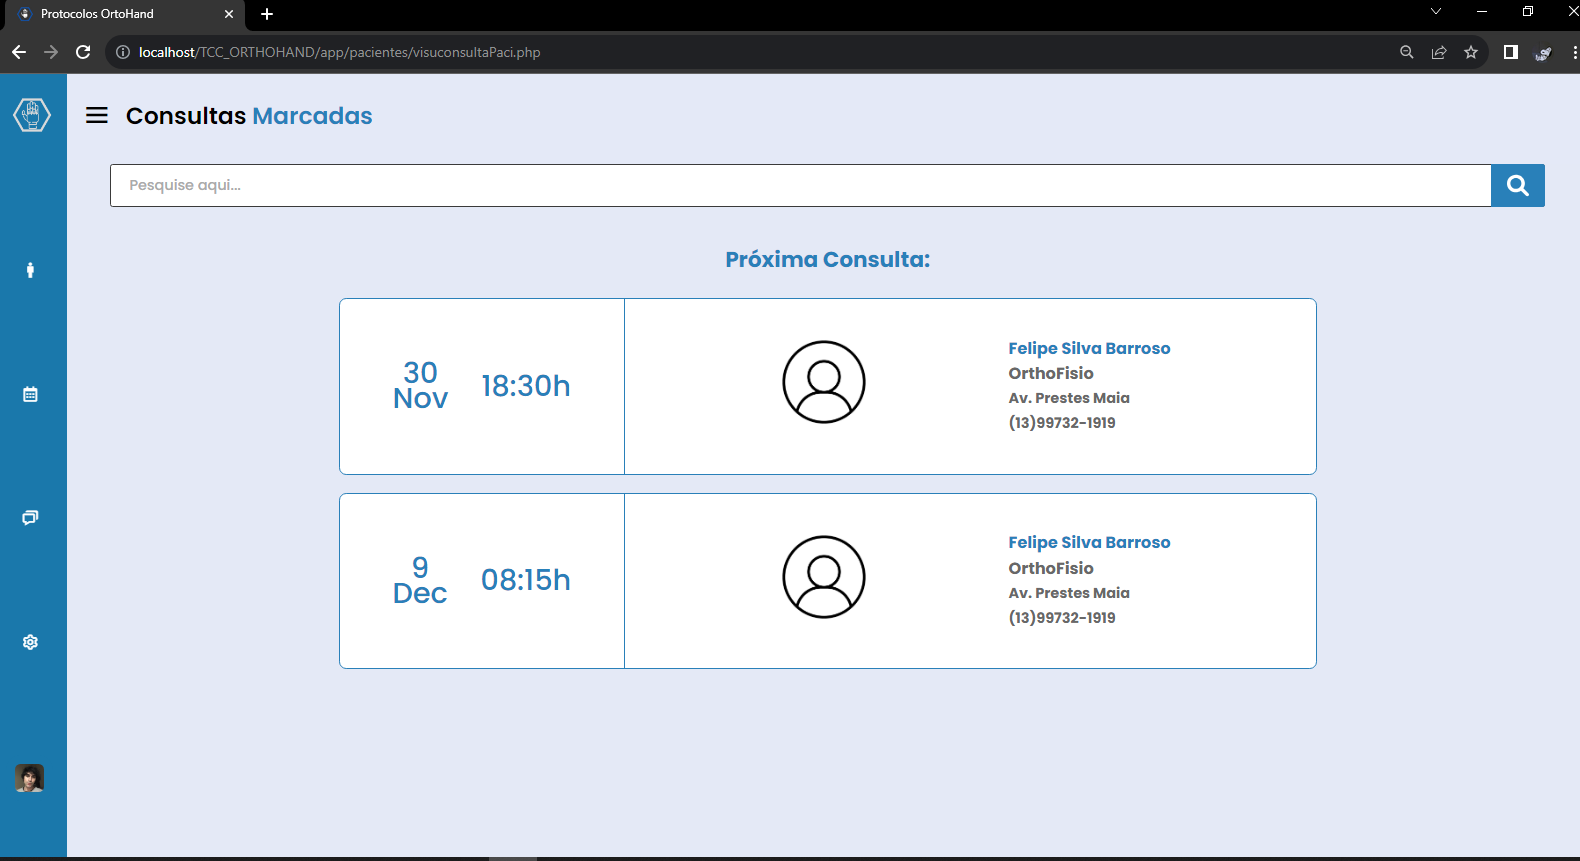 Protocolos OrtoHand
localhost/TCC_ORTHOHAND/app/pacientes/visuconsultaPaci.php
Consultas Marcadas
Pesquise aqui...
Próxima Consulta:
30
Nov
18:30h
Felipe Silva Barroso
OrthoFisio
Av. Prestes Maia
(13)99732-1919
9
Dec
08:15h
Felipe Silva Barroso
OrthoFisio
Av. Prestes Maia
(13)99732-1919